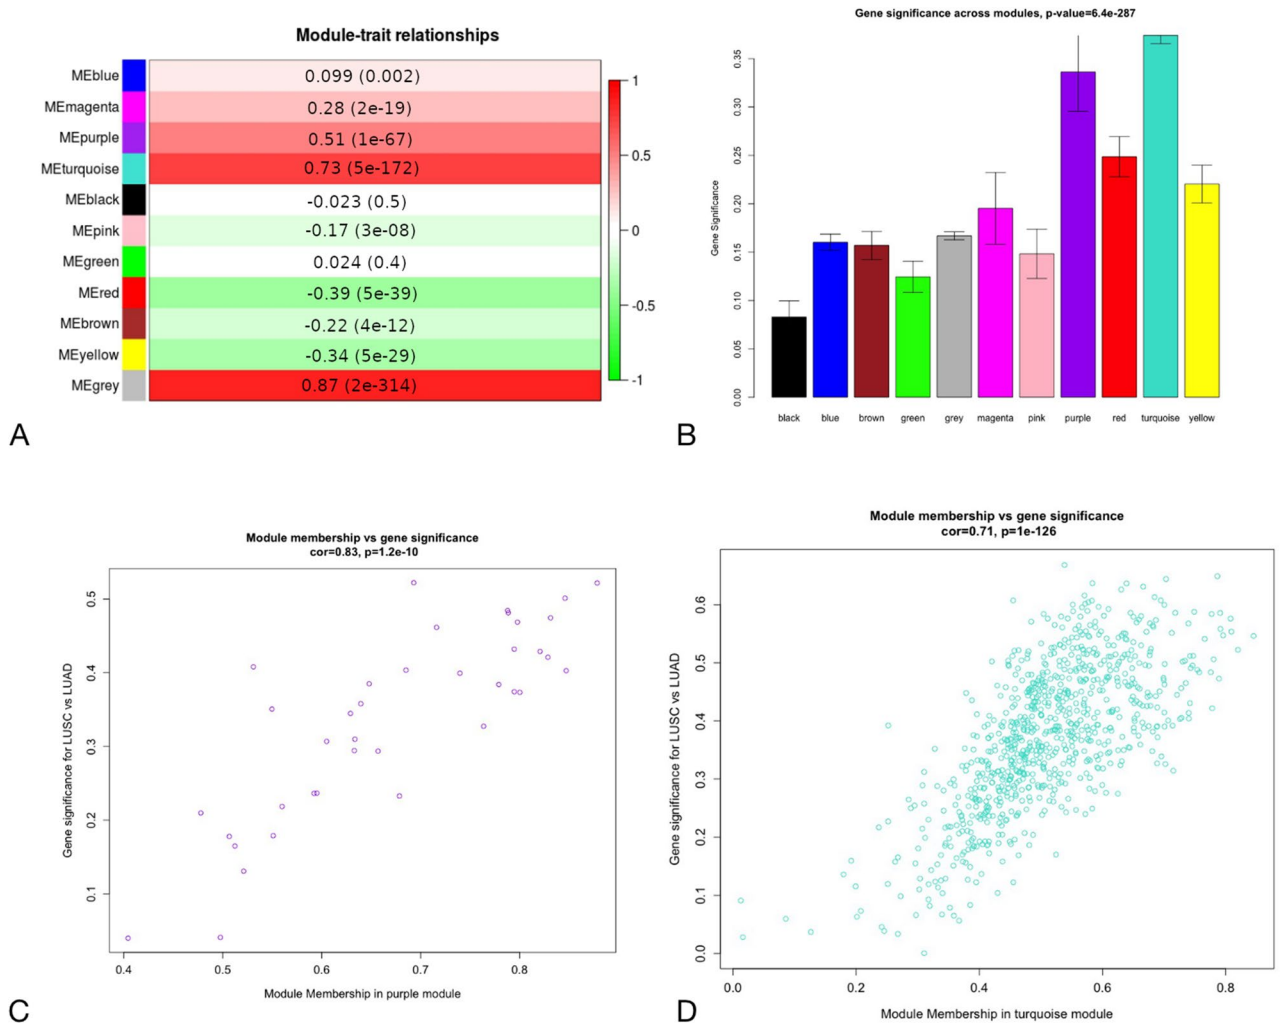 Module-trait relationships
MEblue
0.099 (0.002)
MEmagenta
0.28 (2e-19)
MEpurple
0.51 (1e-67)
MEturquoise
0.73 (5e-172)
MEblack
-0.023 (0.5)
MEpink
-0.17 (3e-08)
MEgreen
0.024 (0.4)
MEred
-0.39 (5e-39)
MEbrown
-0.22 (4e-12)
MEyellow
-0.34 (5e-29)
MEgrey
0.87 (2e-314)
1
0.5
0
-0.5
-1
A
Gene significance across modules, p-value=6.4e-287
Gene Significance
0.35
0.30
0.25
0.20
0.15
0.10
0.05
0.00
black blue brown green grey magenta pink purple red turquoise yellow
B
Module membership vs gene significance
cor=0.83, p=1.2e-10
Gene significance for LUSC vs LUAD
0.5
0.4
0.3
0.2
0.1
0.4 0.5 0.6 0.7 0.8
Module Membership in purple module
C
Module membership vs gene significance
cor=0.71, p=1e-126
Gene significance for LUSC vs LUAD
0.6
0.5
0.4
0.3
0.2
0.1
0.0
0.0 0.2 0.4 0.6 0.8
Module Membership in turquoise module
D